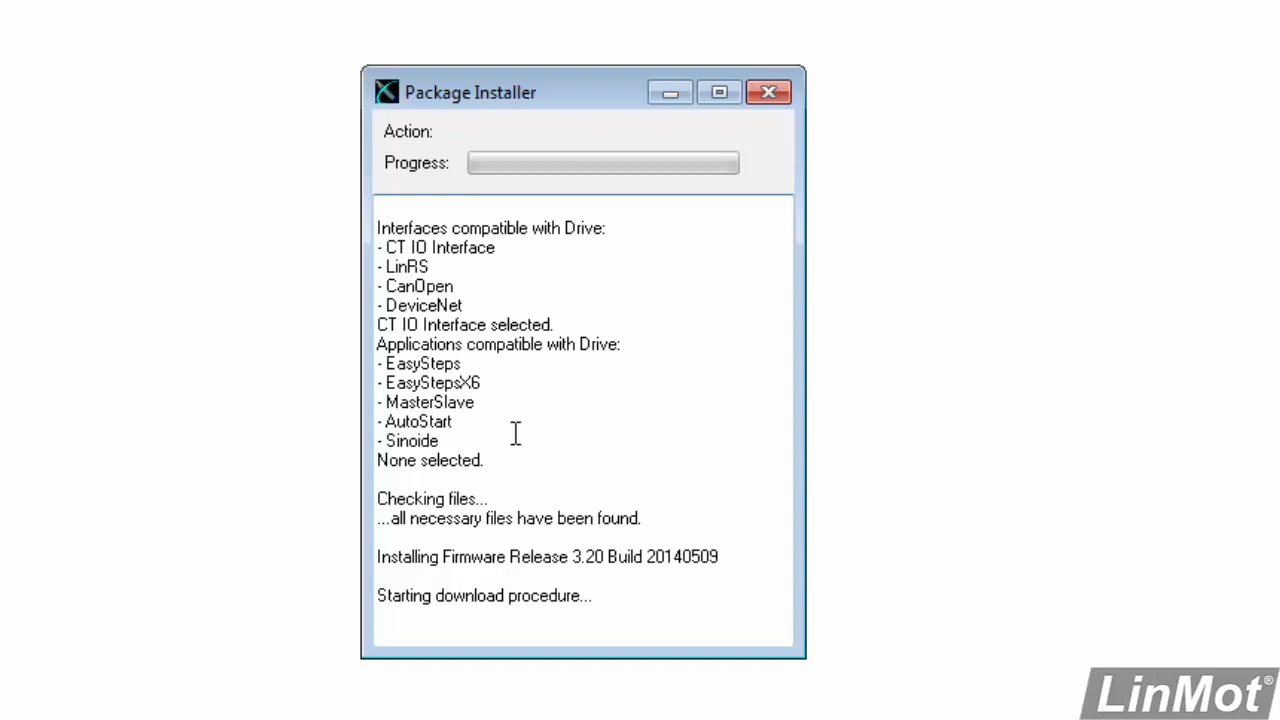 Package Installer
Action:
Progress:
Interfaces compatible with Drive:
- CT IO Interface
- LinRS
- CanOpen
- DeviceNet
CT IO Interface selected.
Applications compatible with Drive:
- EasySteps
- EasyStepsX6
- MasterSlave
- AutoStart
- Sinoide
None selected.
Checking files...
...all necessary files have been found.
Installing Firmware Release 3.20 Build 20140509
Starting download procedure...
LinMot®